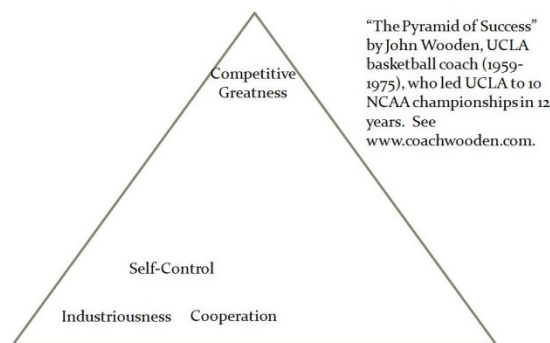 “The Pyramid of Success”
by John Wooden, UCLA
basketball coach (1959-
1975), who led UCLA to 10
NCAA championships in 12
years. See
www.coachwooden.com.
Competitive
Greatness
Self-Control
Industriousness Cooperation